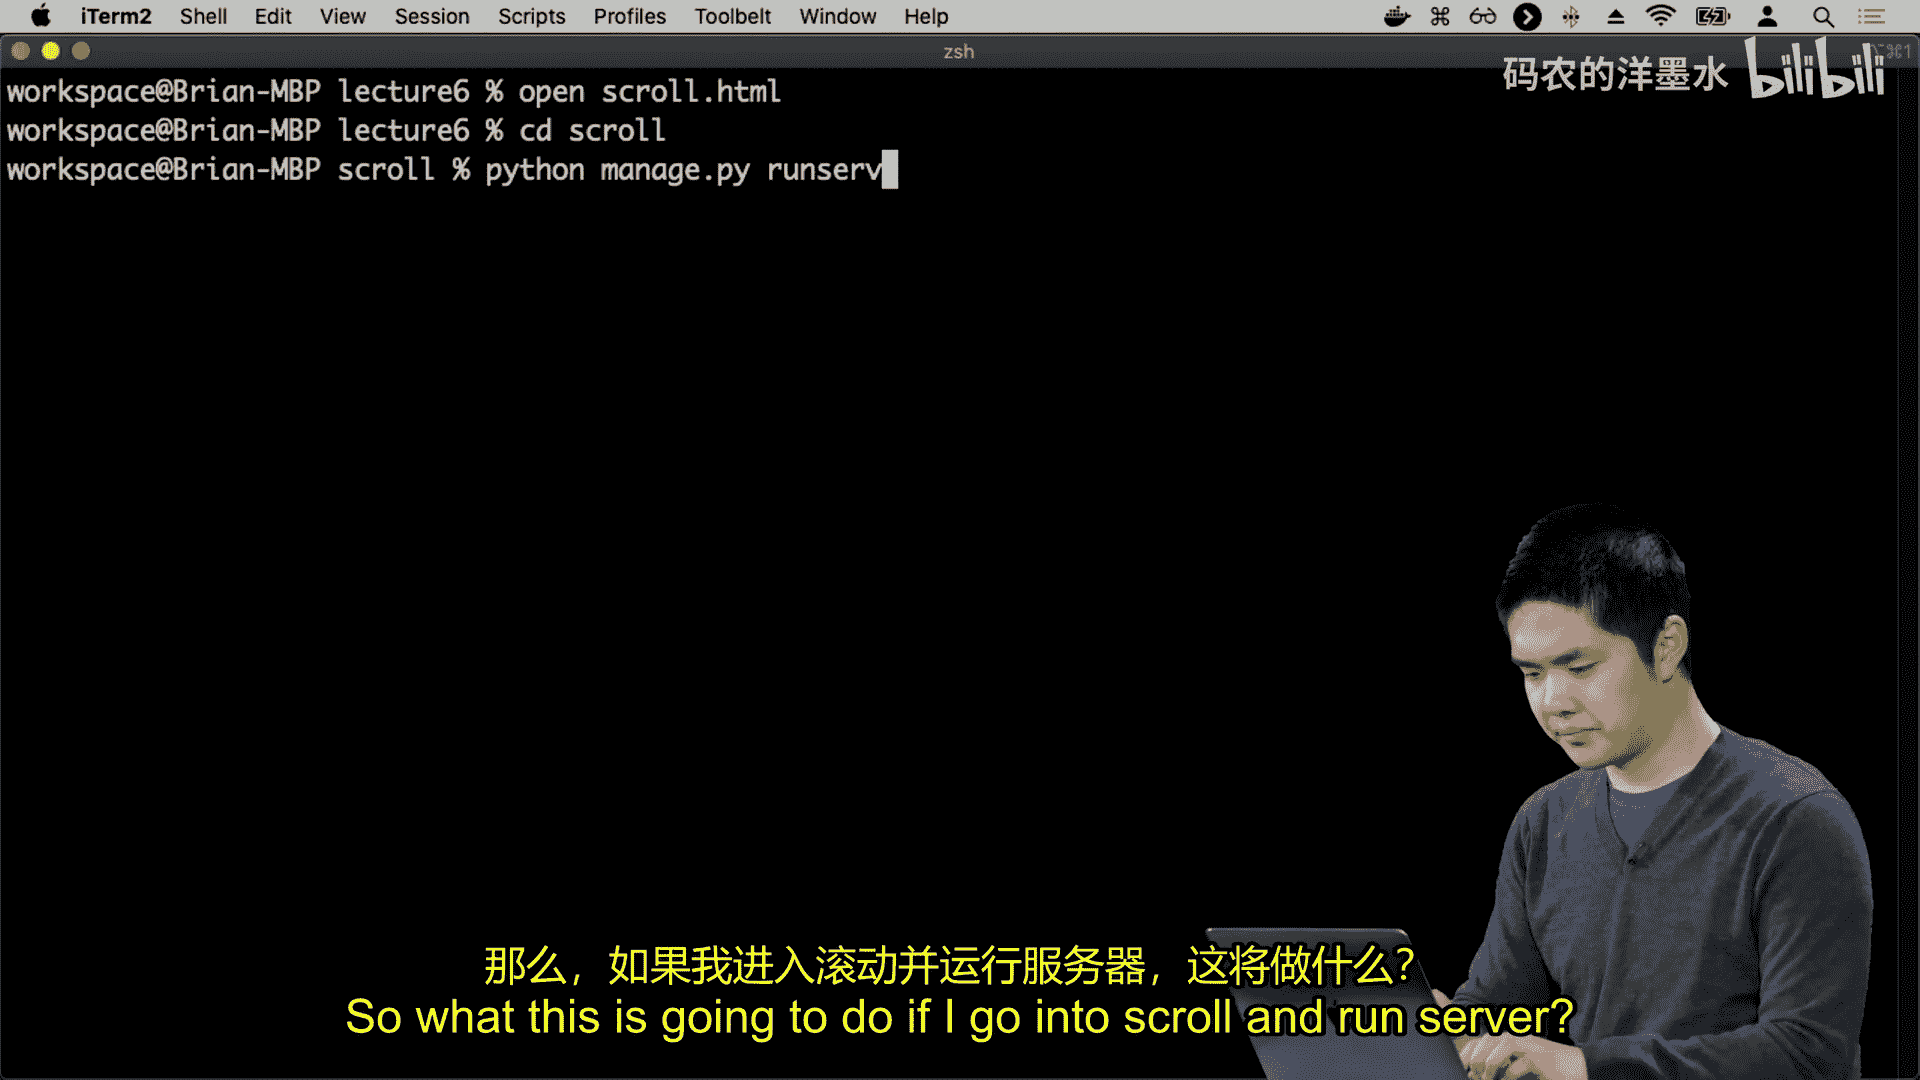 iTerm2 Shell Edit View Session Scripts Profiles Toolbelt Window Help
zsh
⌥⌘1
码农的洋墨水 bilibili
workspace@Brian-MBP lecture6 % open scroll.html
workspace@Brian-MBP lecture6 % cd scroll
workspace@Brian-MBP scroll % python manage.py runserv
那么，如果我进入滚动并运行服务器，这将做什么？
So what this is going to do if I go into scroll and run server?